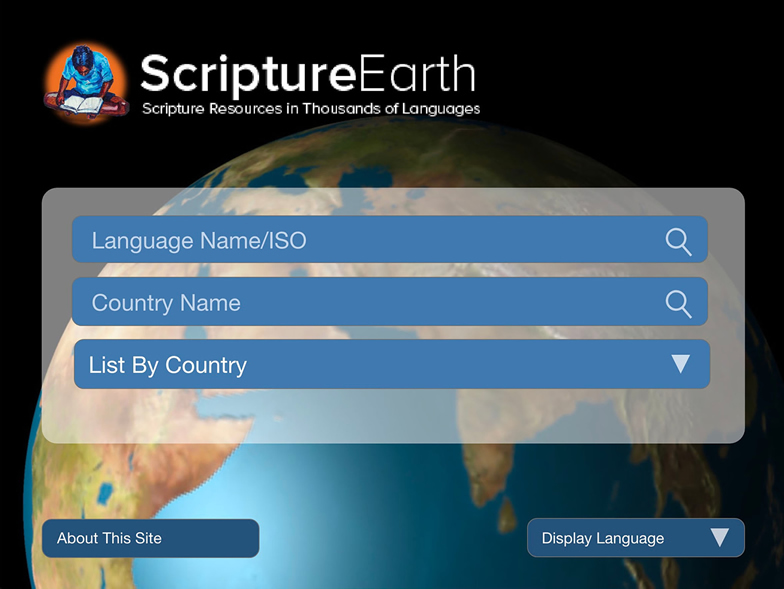 ScriptureEarth
Scripture Resources in Thousands of Languages
Language Name/ISO
Country Name
List By Country
About This Site
Display Language